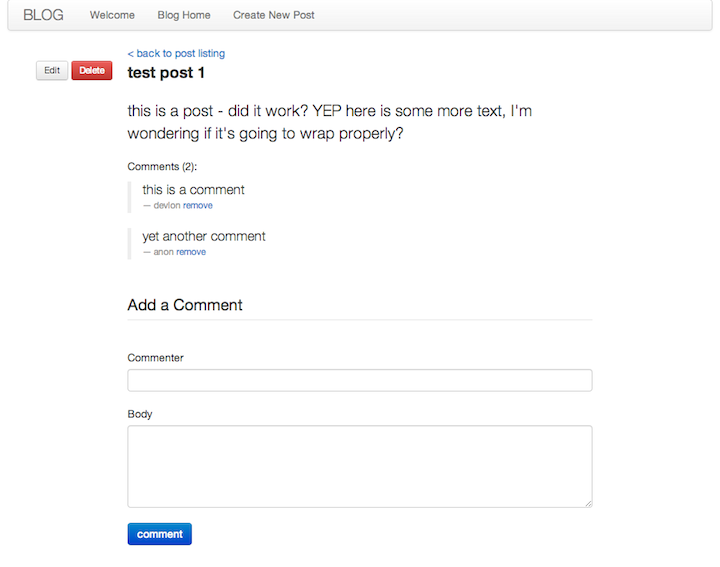 BLOG Welcome Blog Home Create New Post
< back to post listing
Edit Delete test post 1
this is a post - did it work? YEP here is some more text, I'm
wondering if it's going to wrap properly?
Comments (2):
this is a comment
— devlon remove
yet another comment
— anon remove
Add a Comment
Commenter
Body
comment